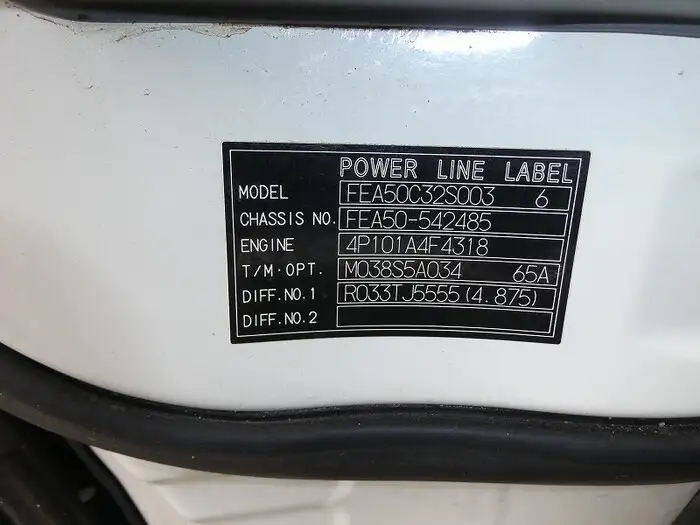 POWER LINE LABEL
MODEL FEA50C32S003 6
CHASSIS NO. FEA50-542485
ENGINE 4P101A4F4318
T/M·OPT. M038S5A034 65A
DIFF.NO.1 R033TJ5555(4.875)
DIFF.NO.2